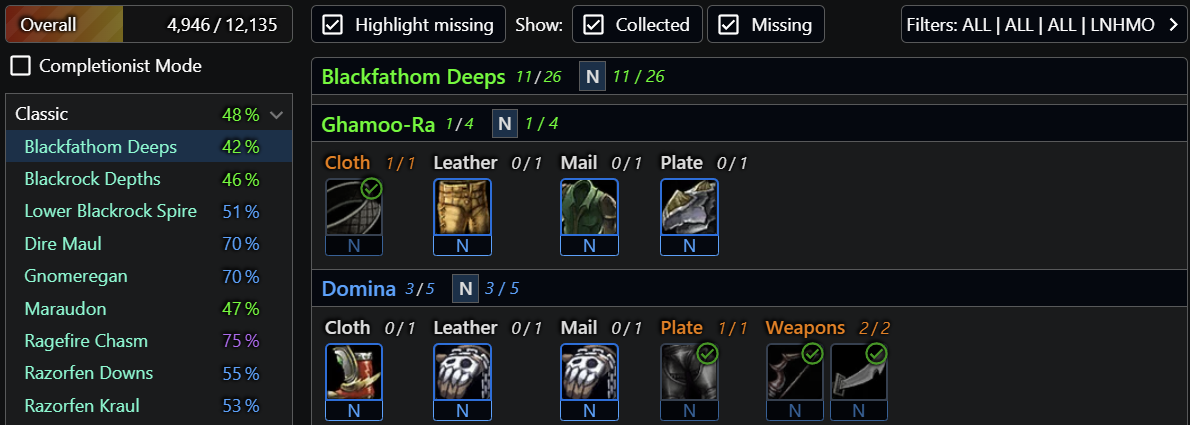 Overall 4,946 / 12,135
Highlight missing Show: Collected Missing Filters: ALL | ALL | ALL | LNHMO
Completionist Mode
Classic 48 %
Blackfathom Deeps 42 %
Blackrock Depths 46 %
Lower Blackrock Spire 51 %
Dire Maul 70 %
Gnomeregan 70 %
Maraudon 47 %
Ragefire Chasm 75 %
Razorfen Downs 55 %
Razorfen Kraul 53 %
Blackfathom Deeps 11/26 N 11 / 26
Ghamoo-Ra 1/4 N 1 / 4
Cloth 1/1 Leather 0/1 Mail 0/1 Plate 0/1
N N N N
Domina 3/5 N 3 / 5
Cloth 0/1 Leather 0/1 Mail 0/1 Plate 1/1 Weapons 2/2
N N N N N N